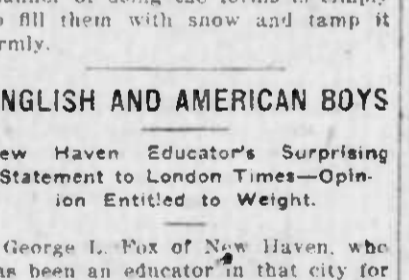 fill them with snow and tamp it
rmly.
NGLISH AND AMERICAN BOYS
ew Haven Educator's Surprising
Statement to London Times—Opin-
ion Entitled to Weight.
George L. Fox of New Haven, who
as been an educator in that city for